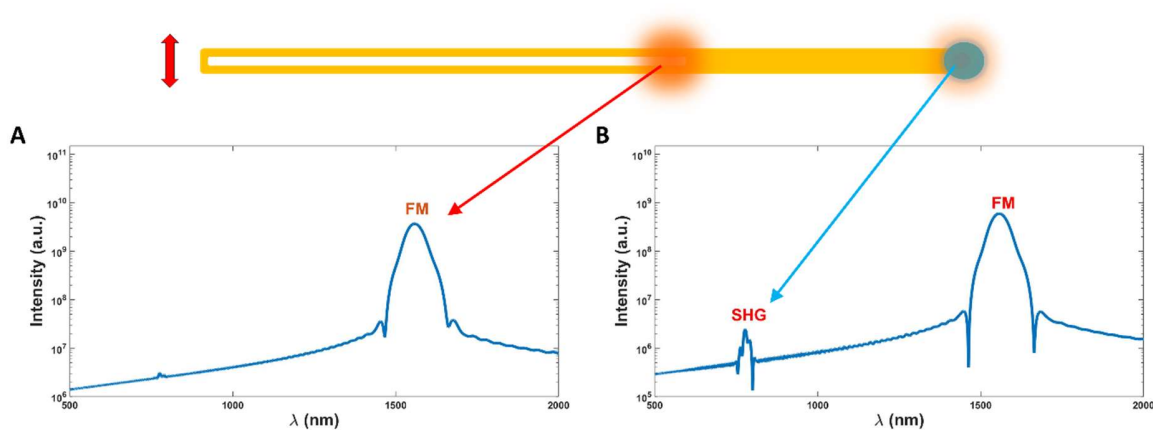 A
B
10¹¹
10¹⁰
10⁹
10⁸
10⁷
10⁶
Intensity (a.u.)
FM
500
1000
1500
2000
λ (nm)
10¹⁰
10⁹
10⁸
10⁷
10⁶
10⁵
Intensity (a.u.)
SHG
FM
500
1000
1500
2000
λ (nm)